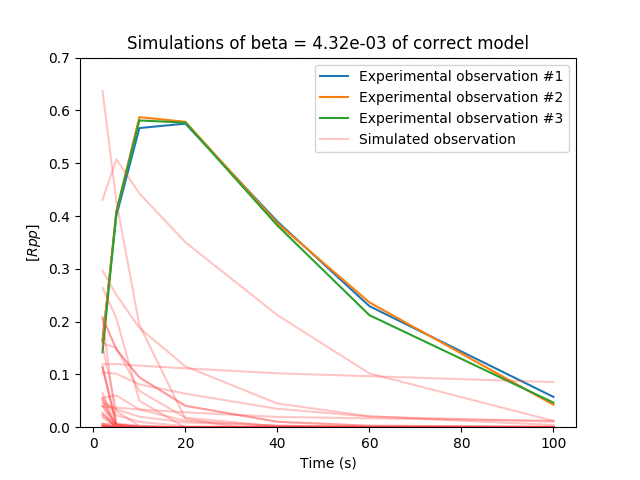 Simulations of beta = 4.32e-03 of correct model
0.7
0.6
0.5
0.4
0.3
0.2
0.1
0.0
[Rpp]
Experimental observation #1
Experimental observation #2
Experimental observation #3
Simulated observation
0 20 40 60 80 100
Time (s)